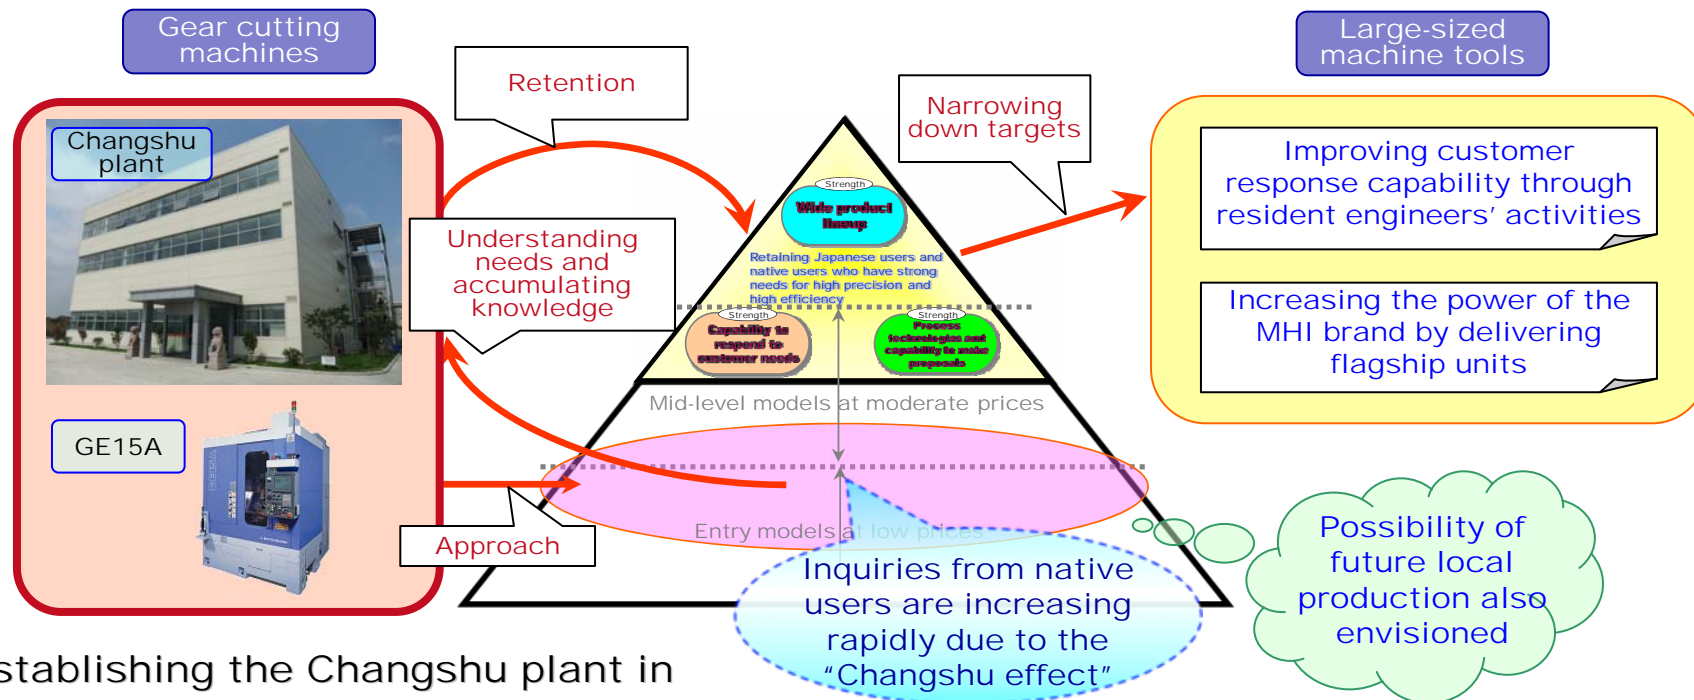 Gear cutting
machines
Large-sized
machine tools
Retention
Narrowing
down targets
Changshu
plant
Understanding
needs and
accumulating
knowledge
GE15A
Approach
Strength
Wide product
lineup
Retaining Japanese users and
native users who have strong
needs for high precision and
high efficiency
Strength
Capability to
respond to
customer needs
Strength
Process
technologies and
capability to make
proposals
Mid-level models at moderate prices
Entry models at low prices
Improving customer
response capability through
resident engineers’ activities
Increasing the power of the
MHI brand by delivering
flagship units
Inquiries from native
users are increasing
rapidly due to the
“Changshu effect”
Possibility of
future local
production also
envisioned
stablishing the Changshu plant in